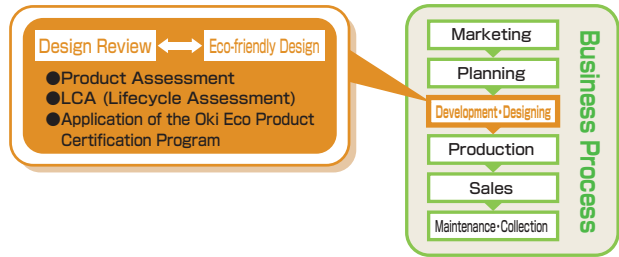 Design Review
Eco-friendly Design
●Product Assessment
●LCA (Lifecycle Assessment)
●Application of the Oki Eco Product
Certification Program
Marketing
Planning
Development・Designing
Production
Sales
Maintenance・Collection
Business Process